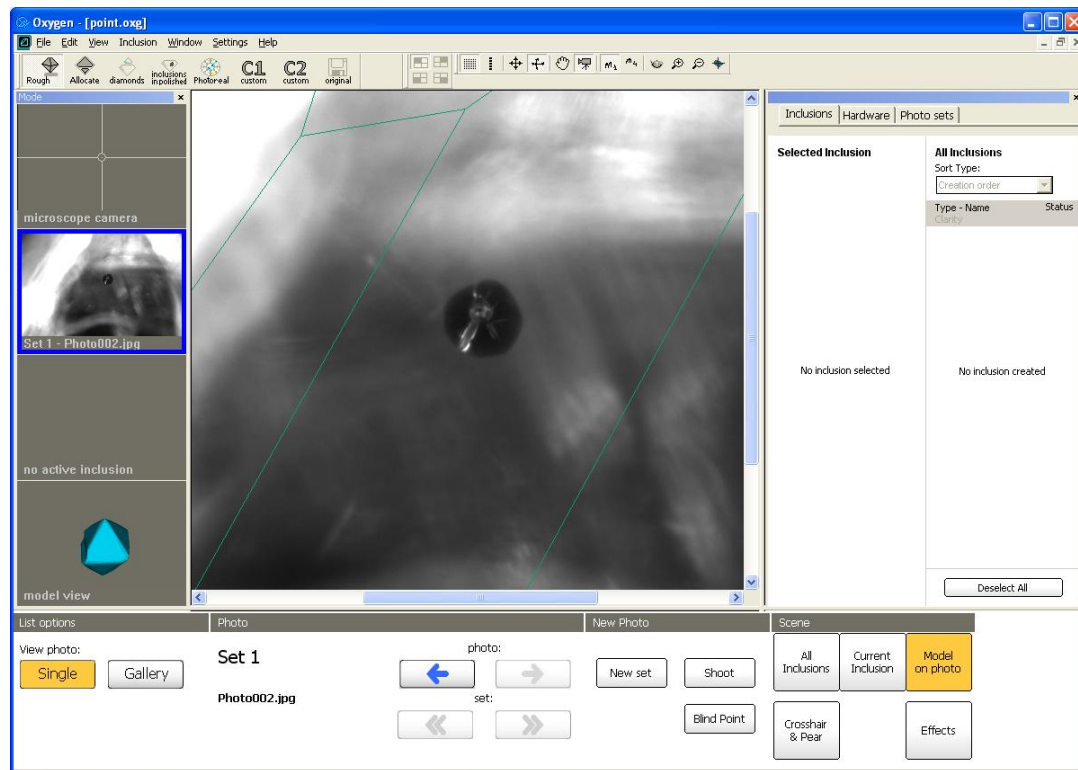 Oxygen - [point.oxg]
File Edit View Inclusion Window Settings Help
Rough Allocate diamonds inclusions in polished Photoreal C1 custom C2 custom original
Mode
microscope camera
Set 1 - Photo002.jpg
no active inclusion
model view
Inclusions Hardware Photo sets
Selected Inclusion
No inclusion selected
All Inclusions
Sort Type:
Creation order
Type - Name Status
Clarity
No inclusion created
Deselect All
List options
View photo:
Single Gallery
Photo
Set 1
Photo002.jpg
photo:
set:
New Photo
New set Shoot
Blind Point
Scene
All Inclusions
Current Inclusion
Model on photo
Crosshair & Pear
Effects